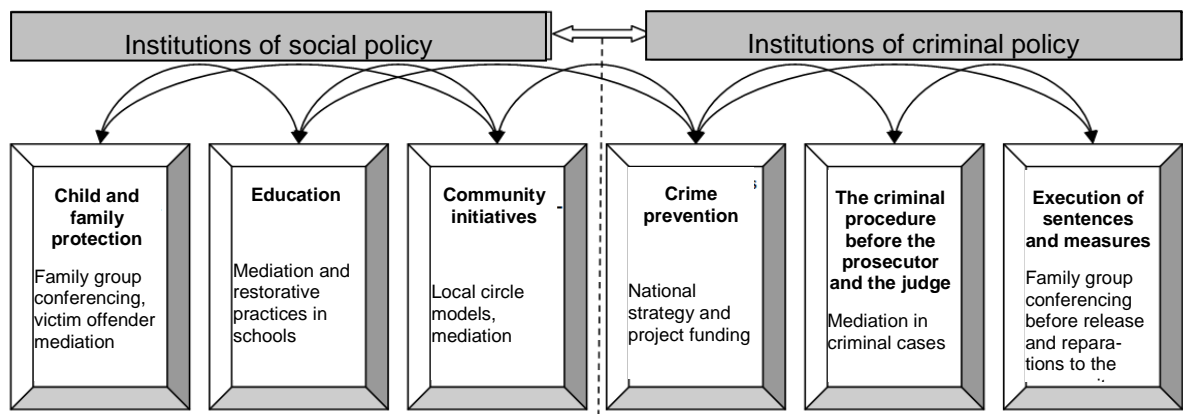 Institutions of social policy
Institutions of criminal policy
Child and
family
protection
Family group
conferencing,
victim offender
mediation
Education
Mediation and
restorative
practices in
schools
Community
initiatives
Local circle
models,
mediation
Crime
prevention
National
strategy and
project funding
The criminal
procedure
before the
prosecutor
and the judge
Mediation in
criminal cases
Execution of
sentences
and measures
Family group
conferencing
before release
and repara-
tions to the